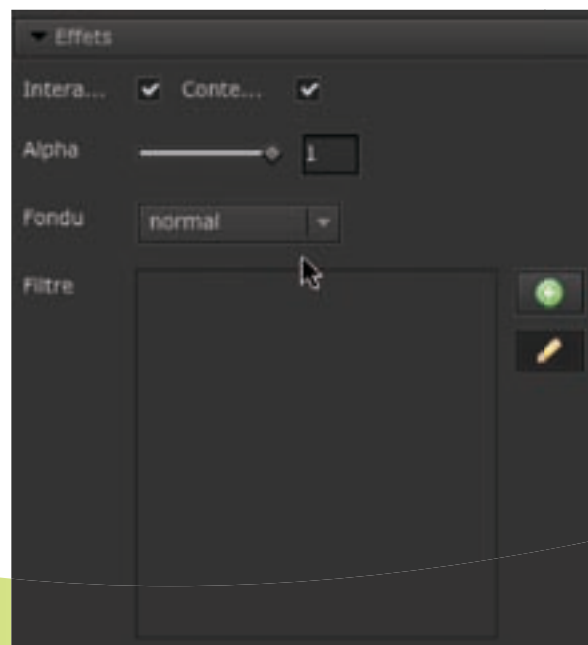 Effets
Intera... Conte...
Alpha 1
Fondu normal
Filtre